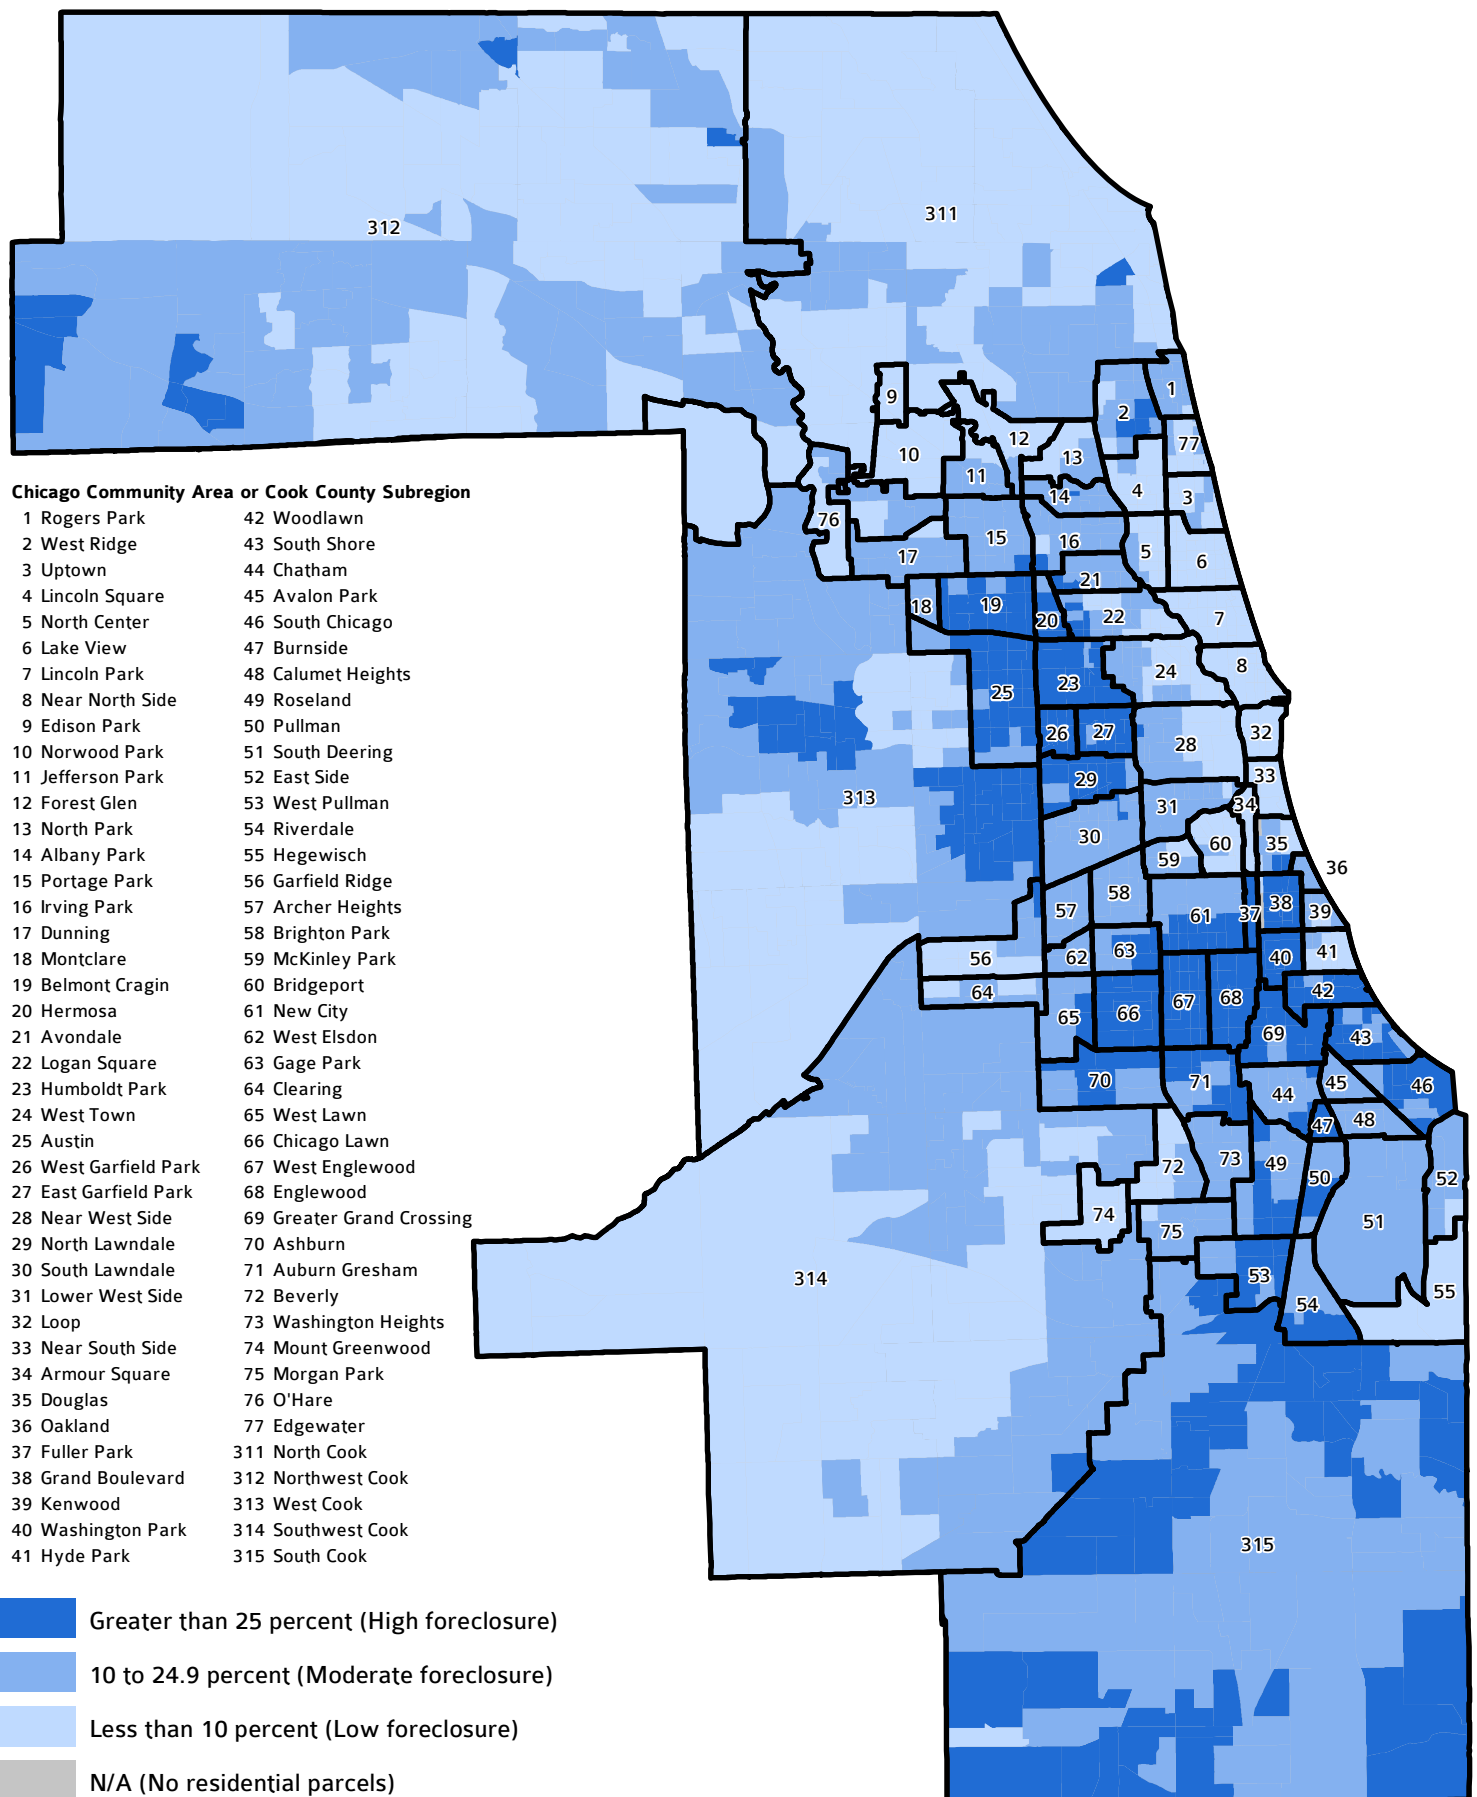 312
311
1
2
9
77
12
10
13
11
4
3
14
76
15
16
5
17
6
21
18
19
20
22
7
24
8
23
25
26
27
32
28
33
29
313
31
34
30
60
35
59
36
58
38
57
61
37
39
63
41
56
62
40
64
42
67
68
66
65
69
43
70
71
45
46
44
48
47
73
49
72
50
52
74
51
75
53
314
55
54
315
Chicago Community Area or Cook County Subregion
1 Rogers Park
2 West Ridge
3 Uptown
4 Lincoln Square
5 North Center
6 Lake View
7 Lincoln Park
8 Near North Side
9 Edison Park
10 Norwood Park
11 Jefferson Park
12 Forest Glen
13 North Park
14 Albany Park
15 Portage Park
16 Irving Park
17 Dunning
18 Montclare
19 Belmont Cragin
20 Hermosa
21 Avondale
22 Logan Square
23 Humboldt Park
24 West Town
25 Austin
26 West Garfield Park
27 East Garfield Park
28 Near West Side
29 North Lawndale
30 South Lawndale
31 Lower West Side
32 Loop
33 Near South Side
34 Armour Square
35 Douglas
36 Oakland
37 Fuller Park
38 Grand Boulevard
39 Kenwood
40 Washington Park
41 Hyde Park
42 Woodlawn
43 South Shore
44 Chatham
45 Avalon Park
46 South Chicago
47 Burnside
48 Calumet Heights
49 Roseland
50 Pullman
51 South Deering
52 East Side
53 West Pullman
54 Riverdale
55 Hegewisch
56 Garfield Ridge
57 Archer Heights
58 Brighton Park
59 McKinley Park
60 Bridgeport
61 New City
62 West Elsdon
63 Gage Park
64 Clearing
65 West Lawn
66 Chicago Lawn
67 West Englewood
68 Englewood
69 Greater Grand Crossing
70 Ashburn
71 Auburn Gresham
72 Beverly
73 Washington Heights
74 Mount Greenwood
75 Morgan Park
76 O'Hare
77 Edgewater
311 North Cook
312 Northwest Cook
313 West Cook
314 Southwest Cook
315 South Cook
Greater than 25 percent (High foreclosure)
10 to 24.9 percent (Moderate foreclosure)
Less than 10 percent (Low foreclosure)
N/A (No residential parcels)